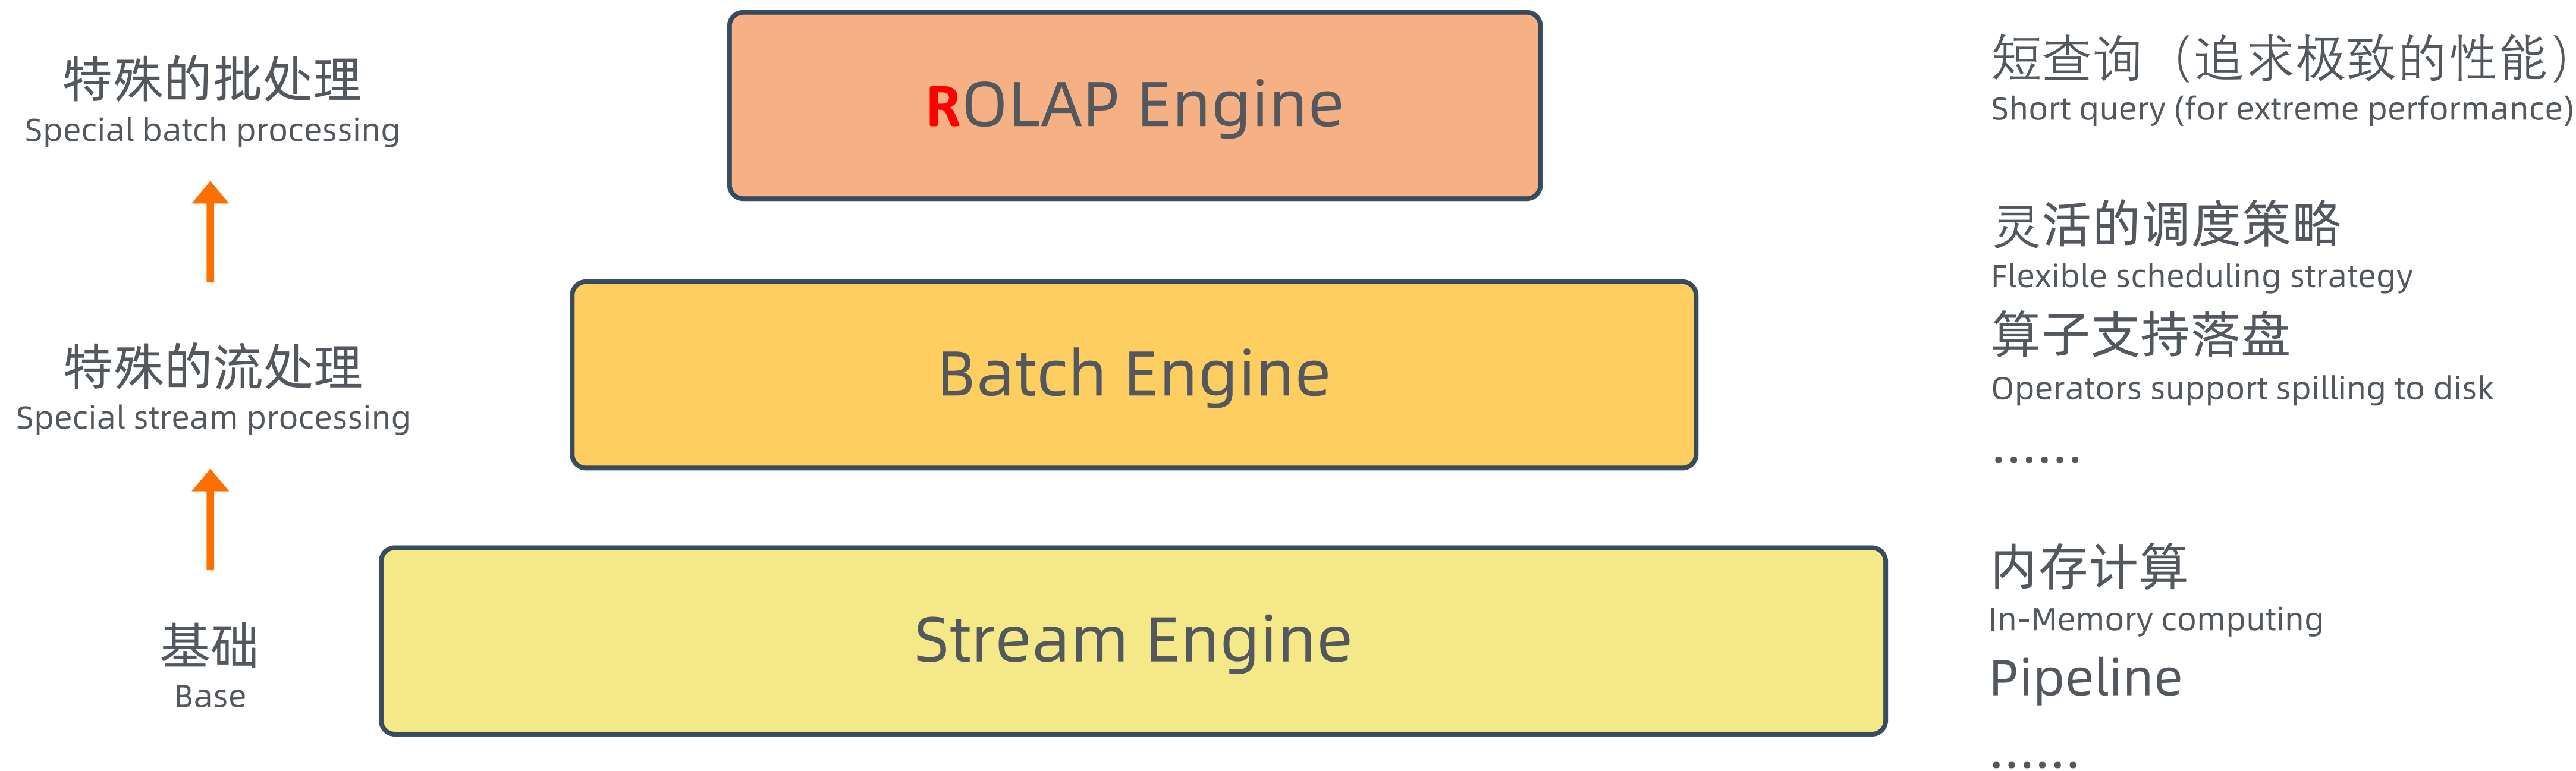 特殊的批处理
Special batch processing
ROLAP Engine
短查询（追求极致的性能）
Short query (for extreme performance)
特殊的流处理
Special stream processing
Batch Engine
灵活的调度策略
Flexible scheduling strategy
算子支持落盘
Operators support spilling to disk
......
基础
Base
Stream Engine
内存计算
In-Memory computing
Pipeline
......